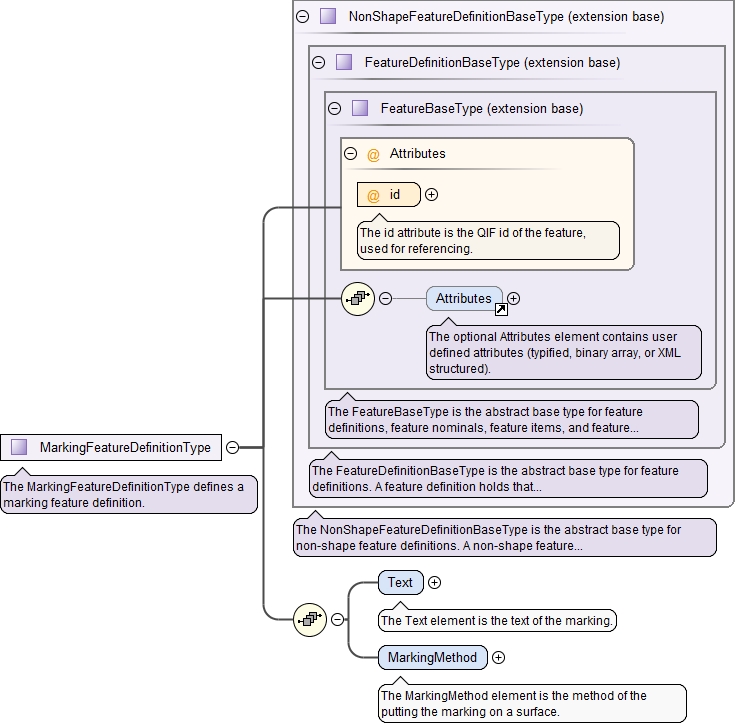 NonShapeFeatureDefinitionBaseType (extension base)
FeatureDefinitionBaseType (extension base)
FeatureBaseType (extension base)
@ Attributes
@ id
The id attribute is the QIF id of the feature,
used for referencing.
Attributes
The optional Attributes element contains user
defined attributes (typified, binary array, or XML
structured).
The FeatureBaseType is the abstract base type for feature
definitions, feature nominals, feature items, and feature...
MarkingFeatureDefinitionType
The MarkingFeatureDefinitionType defines a
marking feature definition.
The FeatureDefinitionBaseType is the abstract base type for feature
definitions. A feature definition holds that...
The NonShapeFeatureDefinitionBaseType is the abstract base type for
non-shape feature definitions. A non-shape feature...
Text
The Text element is the text of the marking.
MarkingMethod
The MarkingMethod element is the method of the
putting the marking on a surface.